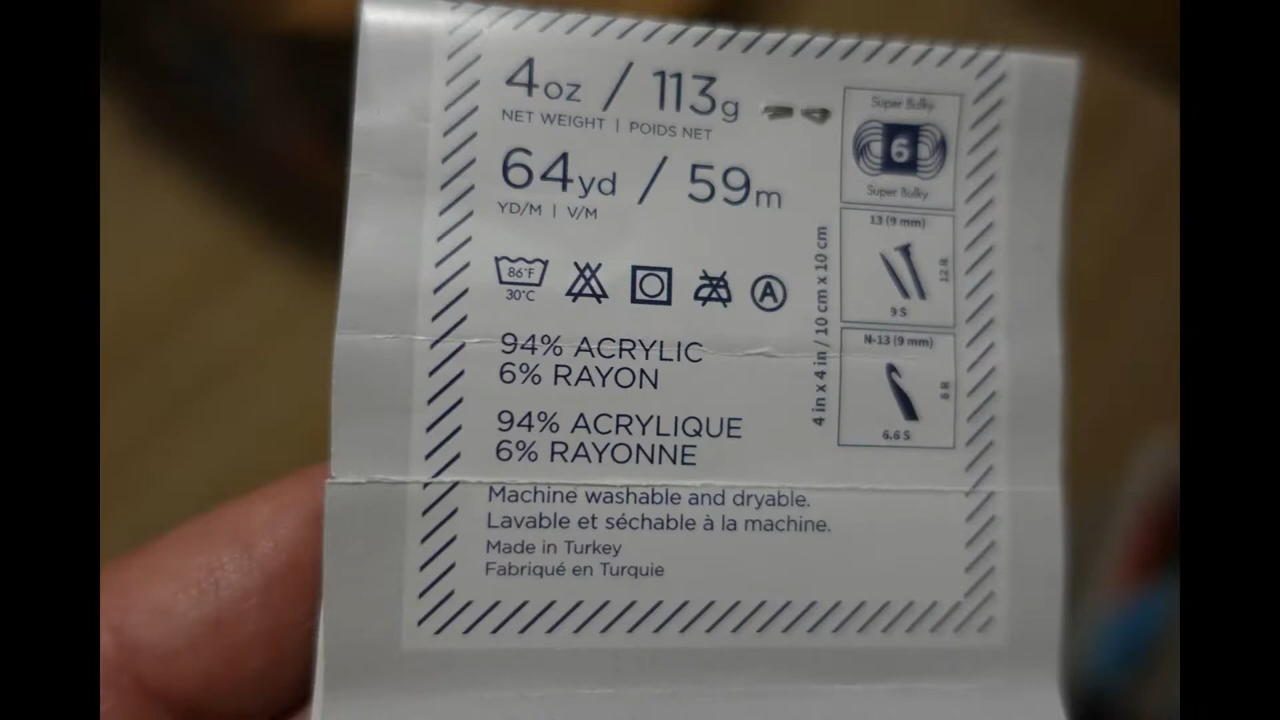 4oz / 113g
NET WEIGHT | POIDS NET
64yd / 59m
YD/M | V/M
86°F
30°C
A
94% ACRYLIC
6% RAYON
94% ACRYLIQUE
6% RAYONNE
Machine washable and dryable.
Lavable et séchable à la machine.
Made in Turkey
Fabriqué en Turquie
4 in x 4 in / 10 cm x 10 cm
Super Bulky
6
Super Bulky
13 (9 mm)
12 R
9 S
N-13 (9 mm)
8 R
6.6 S